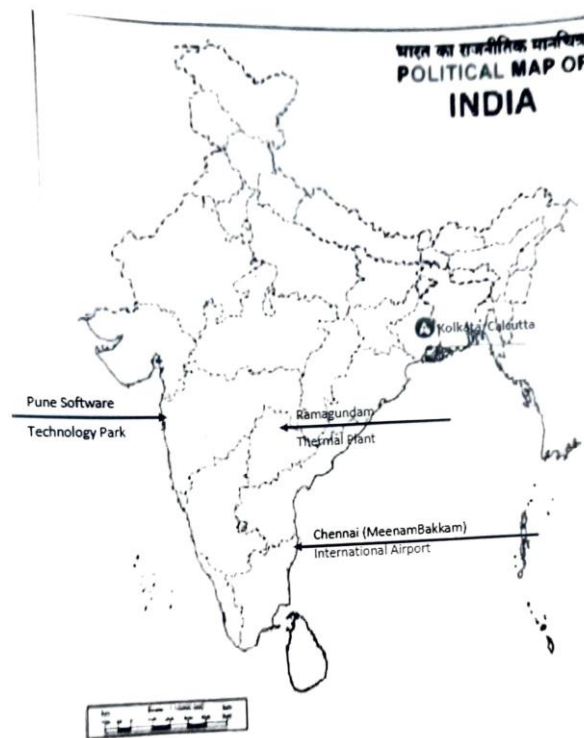 भारत का राजनीतिक मानचित्र
POLITICAL MAP OF
INDIA
A Kolkata/Calcutta
Pune Software
Technology Park
Ramagundam
Thermal Plant
Chennai (MeenamBakkam)
International Airport